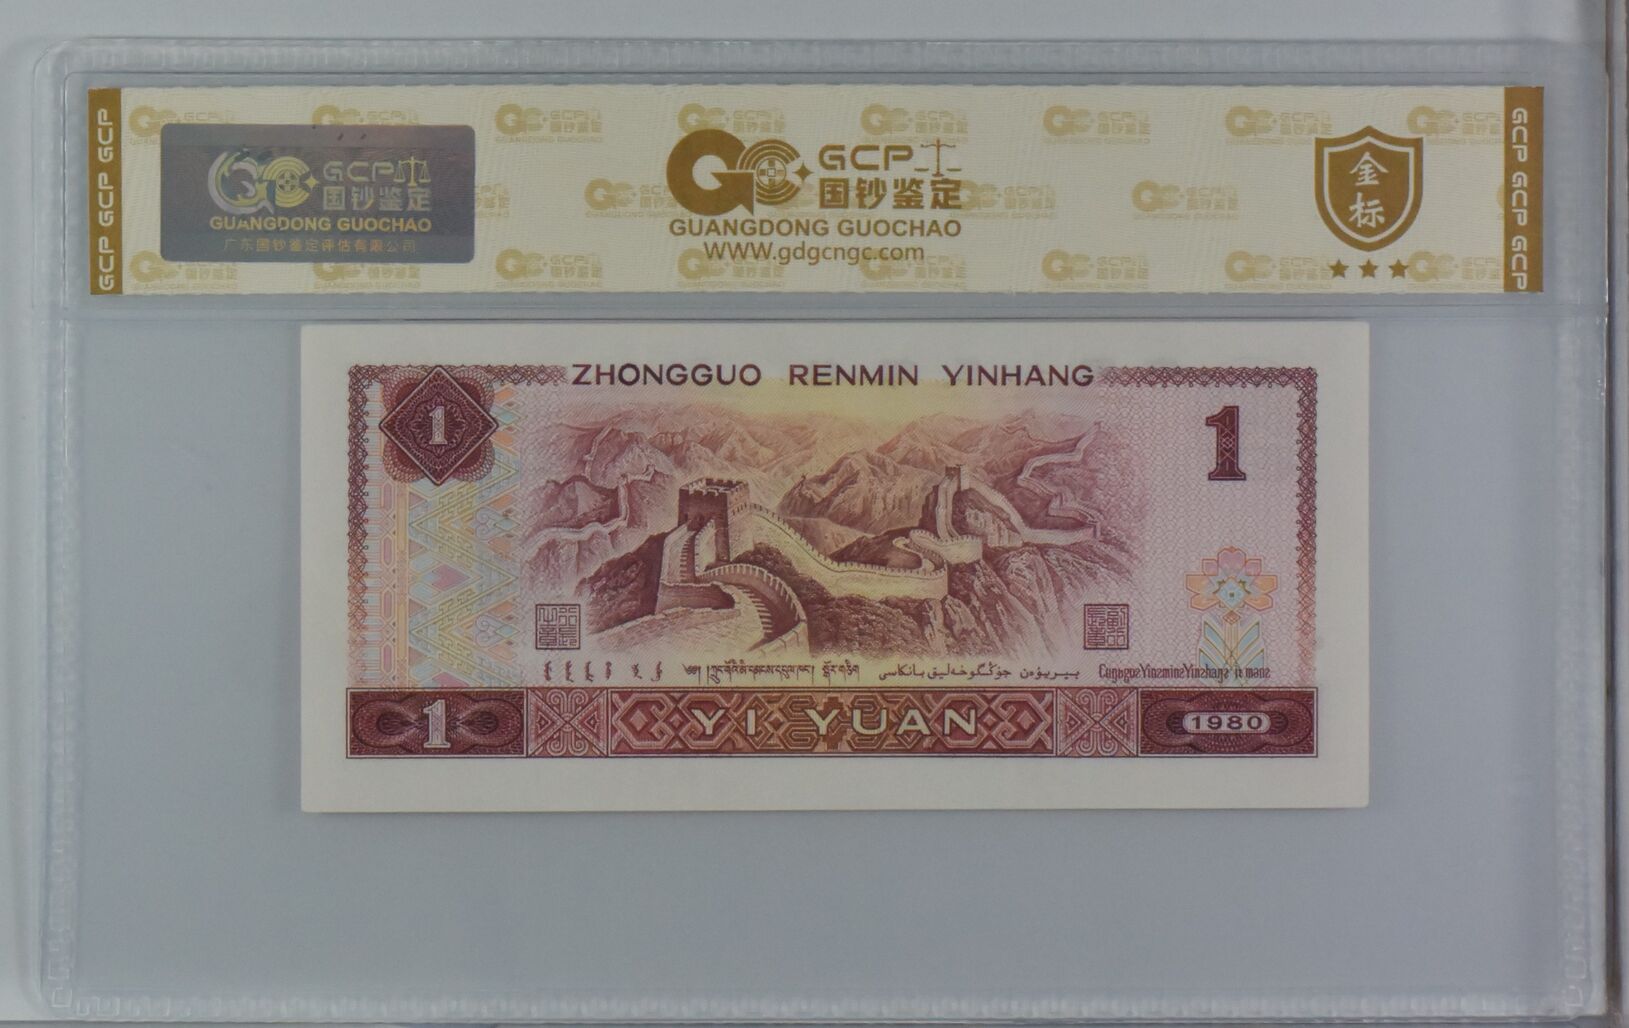 GCP GCP GCP
GCP
国钞鉴定
GUANGDONG GUOCHAO
广东国钞鉴定评估有限公司
GCP
国钞鉴定
GUANGDONG GUOCHAO
WWW.gdgcngc.com
金标
GCP GCP GCP
ZHONGGUO RENMIN YINHANG
1
1
1
YI YUAN
1980